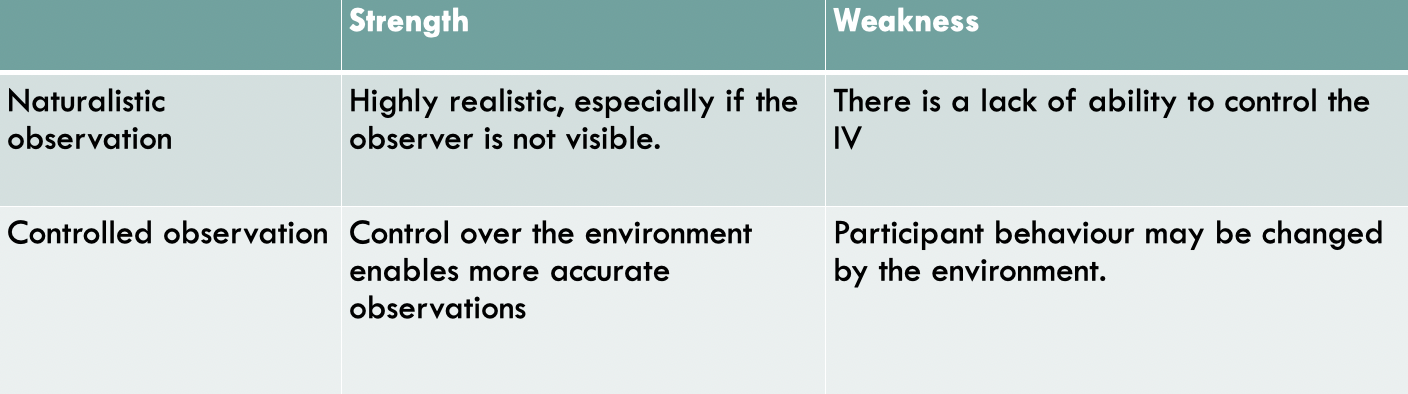 Strength
Weakness
Naturalistic
observation
Highly realistic, especially if the
observer is not visible.
There is a lack of ability to control the
IV
Controlled observation
Control over the environment
enables more accurate
observations
Participant behaviour may be changed
by the environment.